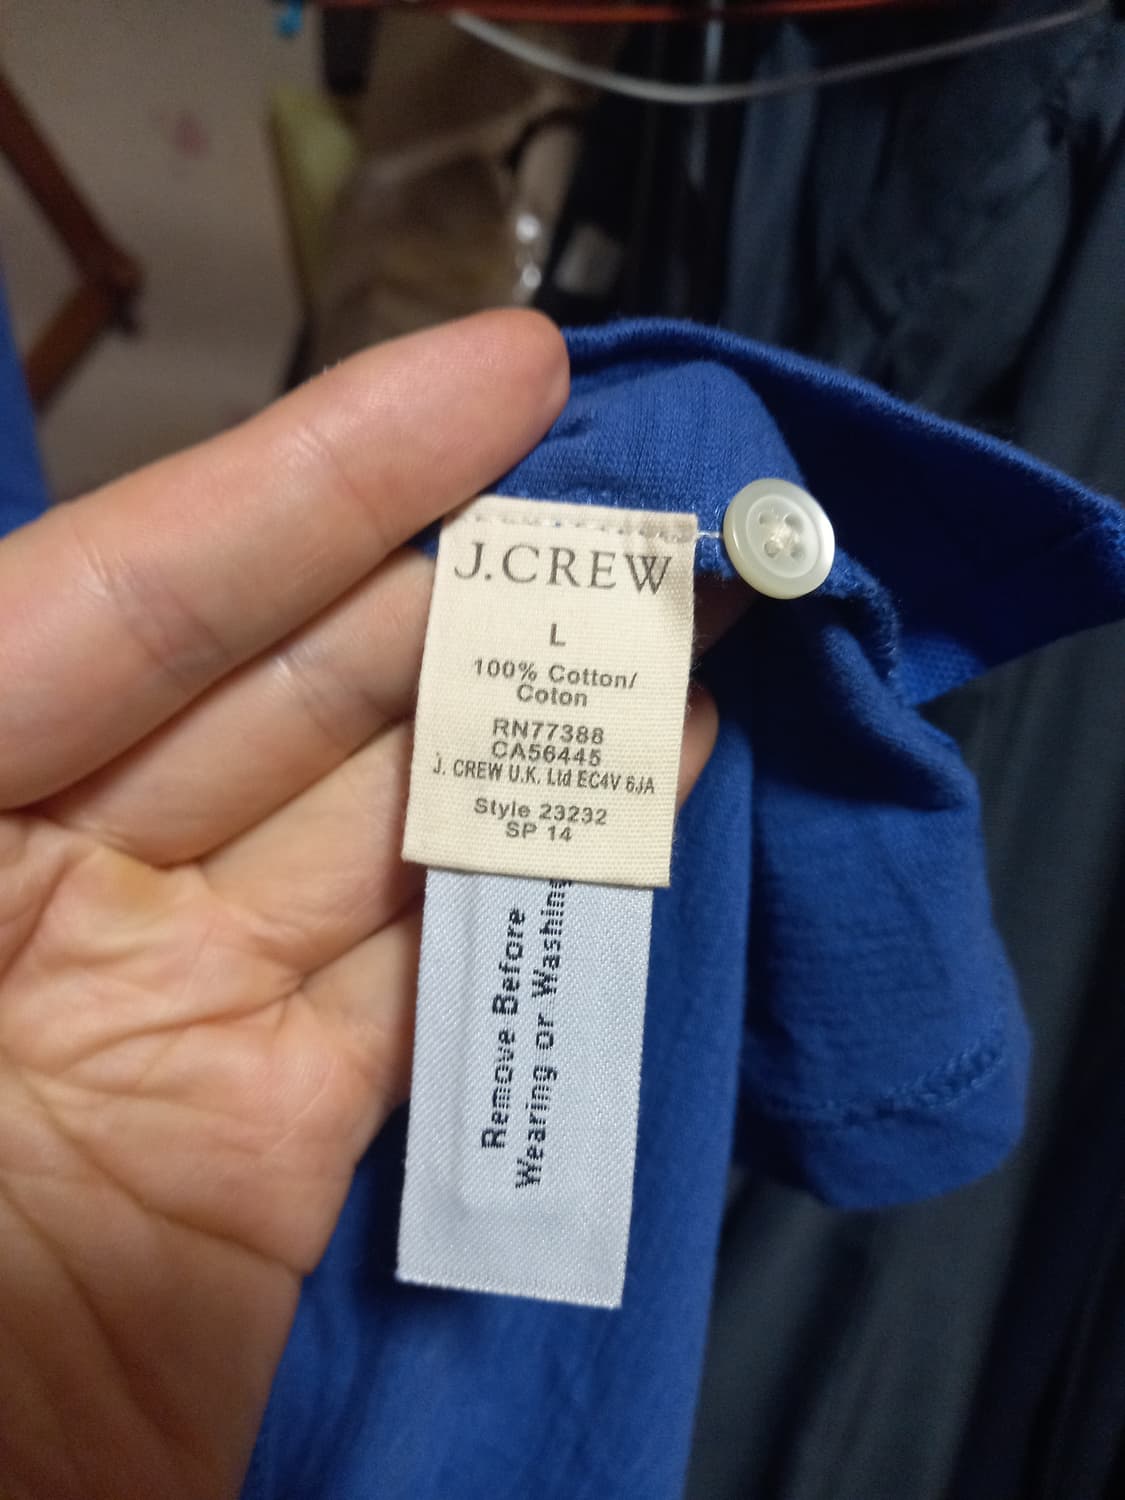 J.CREW
L
100% Cotton/
Coton
RN77388
CA56445
J. CREW U.K. Ltd EC4V 6JA
Style 23232
SP 14
Remove Before
Wearing or Washing